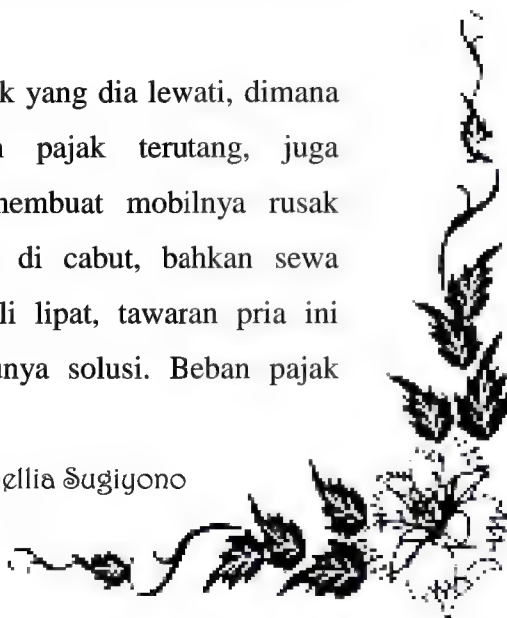 k yang dia lewati, dimana
pajak terutang, juga
membuat mobilnya rusak
di cabut, bahkan sewa
li lipat, tawaran pria ini
unya solusi. Beban pajak
ellia Sugiyono